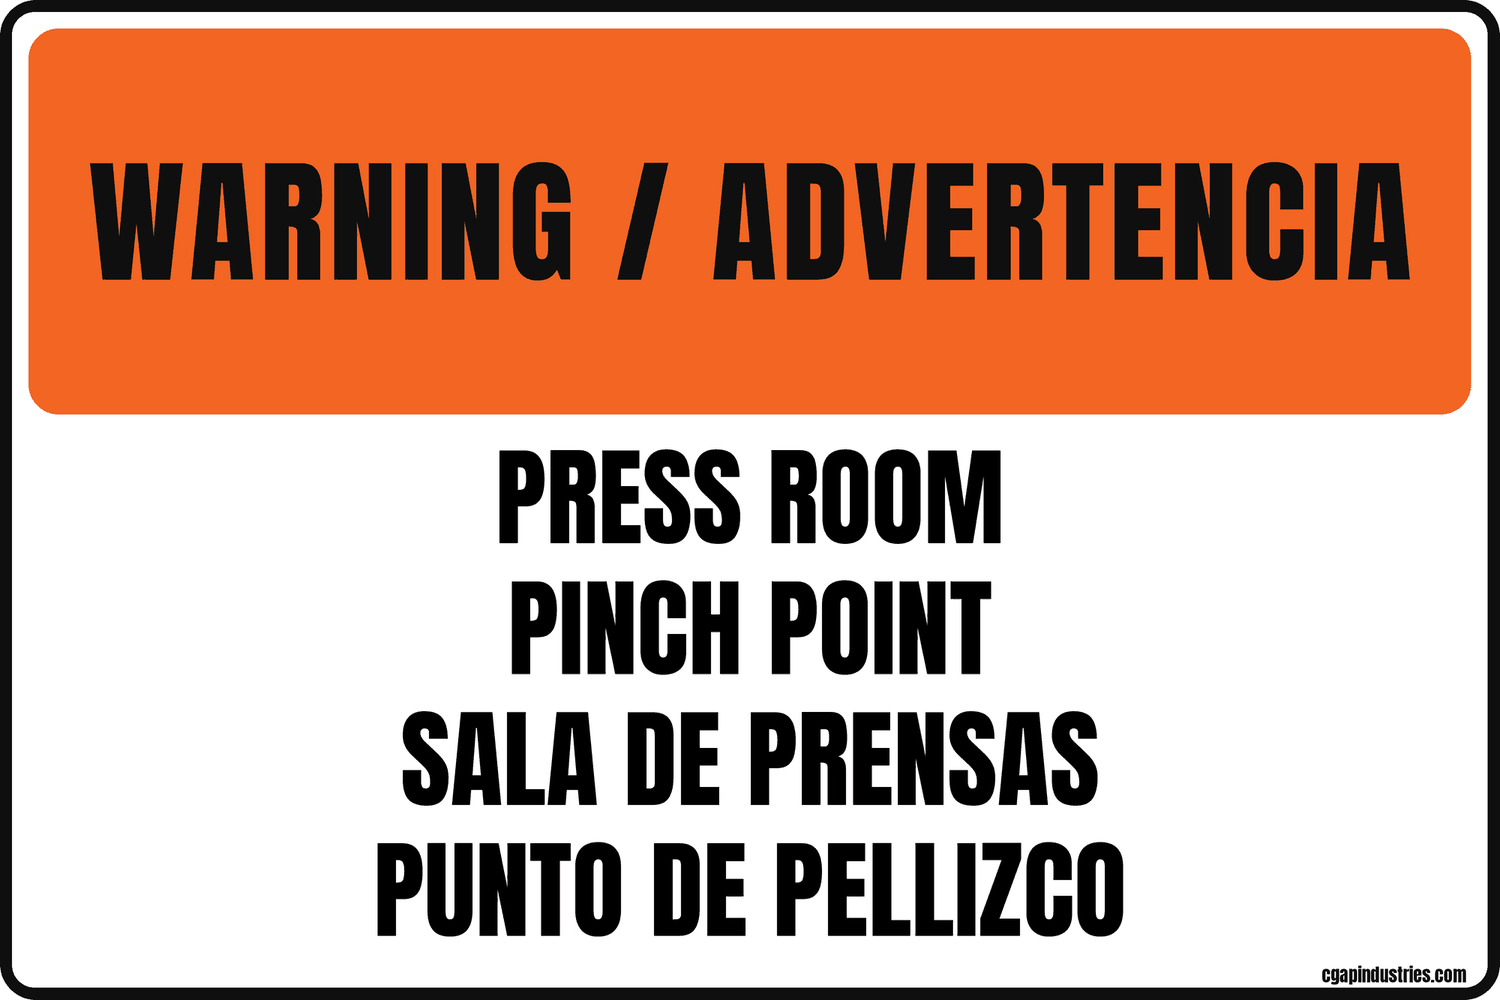 WARNING / ADVERTENCIA
PRESS ROOM
PINCH POINT
SALA DE PRENSAS
PUNTO DE PELLIZCO
cgapindustries.com